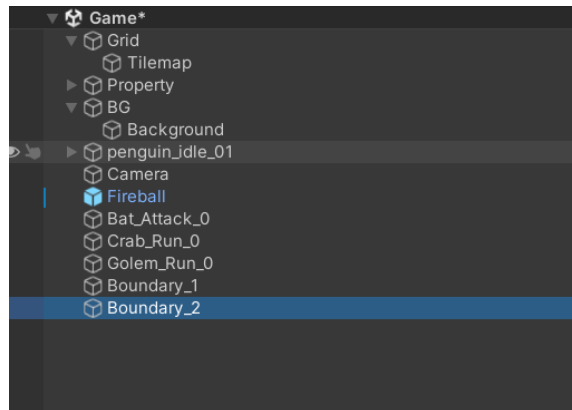 Game*
Grid
Tilemap
Property
BG
Background
penguin_idle_01
Camera
Fireball
Bat_Attack_0
Crab_Run_0
Golem_Run_0
Boundary_1
Boundary_2